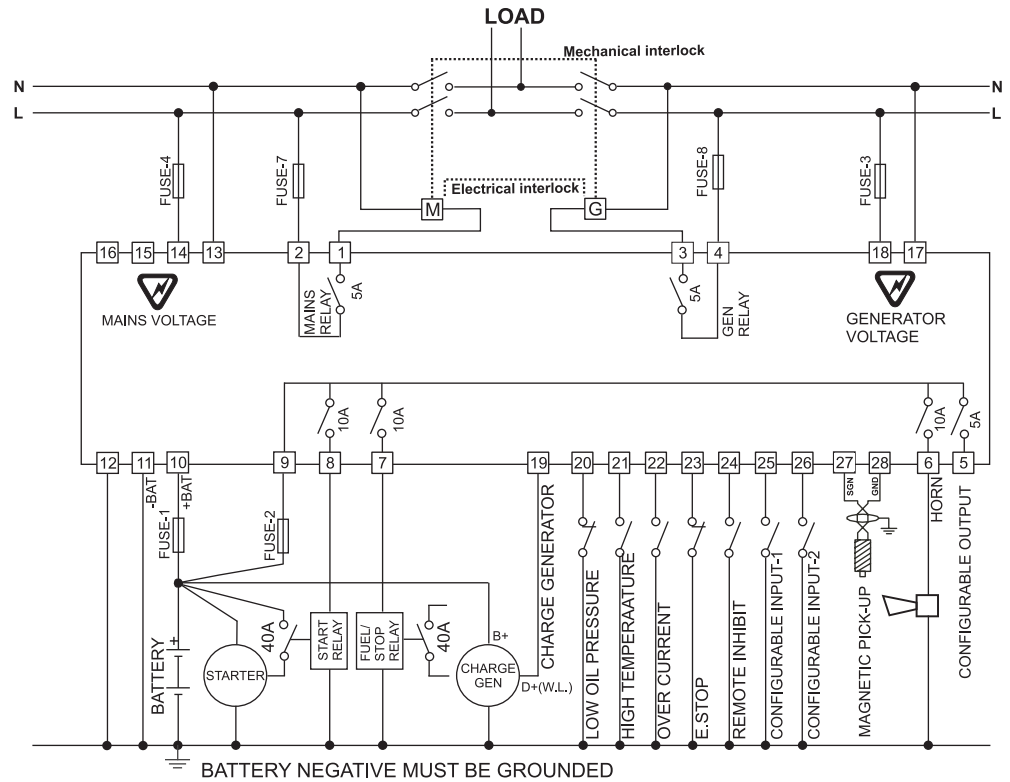 LOAD
Mechanical interlock
N
N
L
L
FUSE-4
FUSE-7
FUSE-8
FUSE-3
Electrical interlock
M
G
16
15
14
13
2
1
3
4
18
17
MAINS VOLTAGE
MAINS
RELAY
5A
5A
GEN
RELAY
GENERATOR
VOLTAGE
10A
10A
10A
5A
12
11
10
9
8
7
19
20
21
22
23
24
25
26
27
28
6
5
-BAT
+BAT
FUSE-1
FUSE-2
CHARGE GENERATOR
LOW OIL PRESSURE
HIGH TEMPERAATURE
OVER CURRENT
E.STOP
REMOTE INHIBIT
CONFIGURABLE INPUT-1
CONFIGURABLE INPUT-2
SGN
GND
MAGNETIC PICK-UP
HORN
CONFIGURABLE OUTPUT
BATTERY
+
STARTER
40A
START
RELAY
FUEL/
STOP
RELAY
40A
B+
CHARGE
GEN
D+(W.L.)
BATTERY NEGATIVE MUST BE GROUNDED